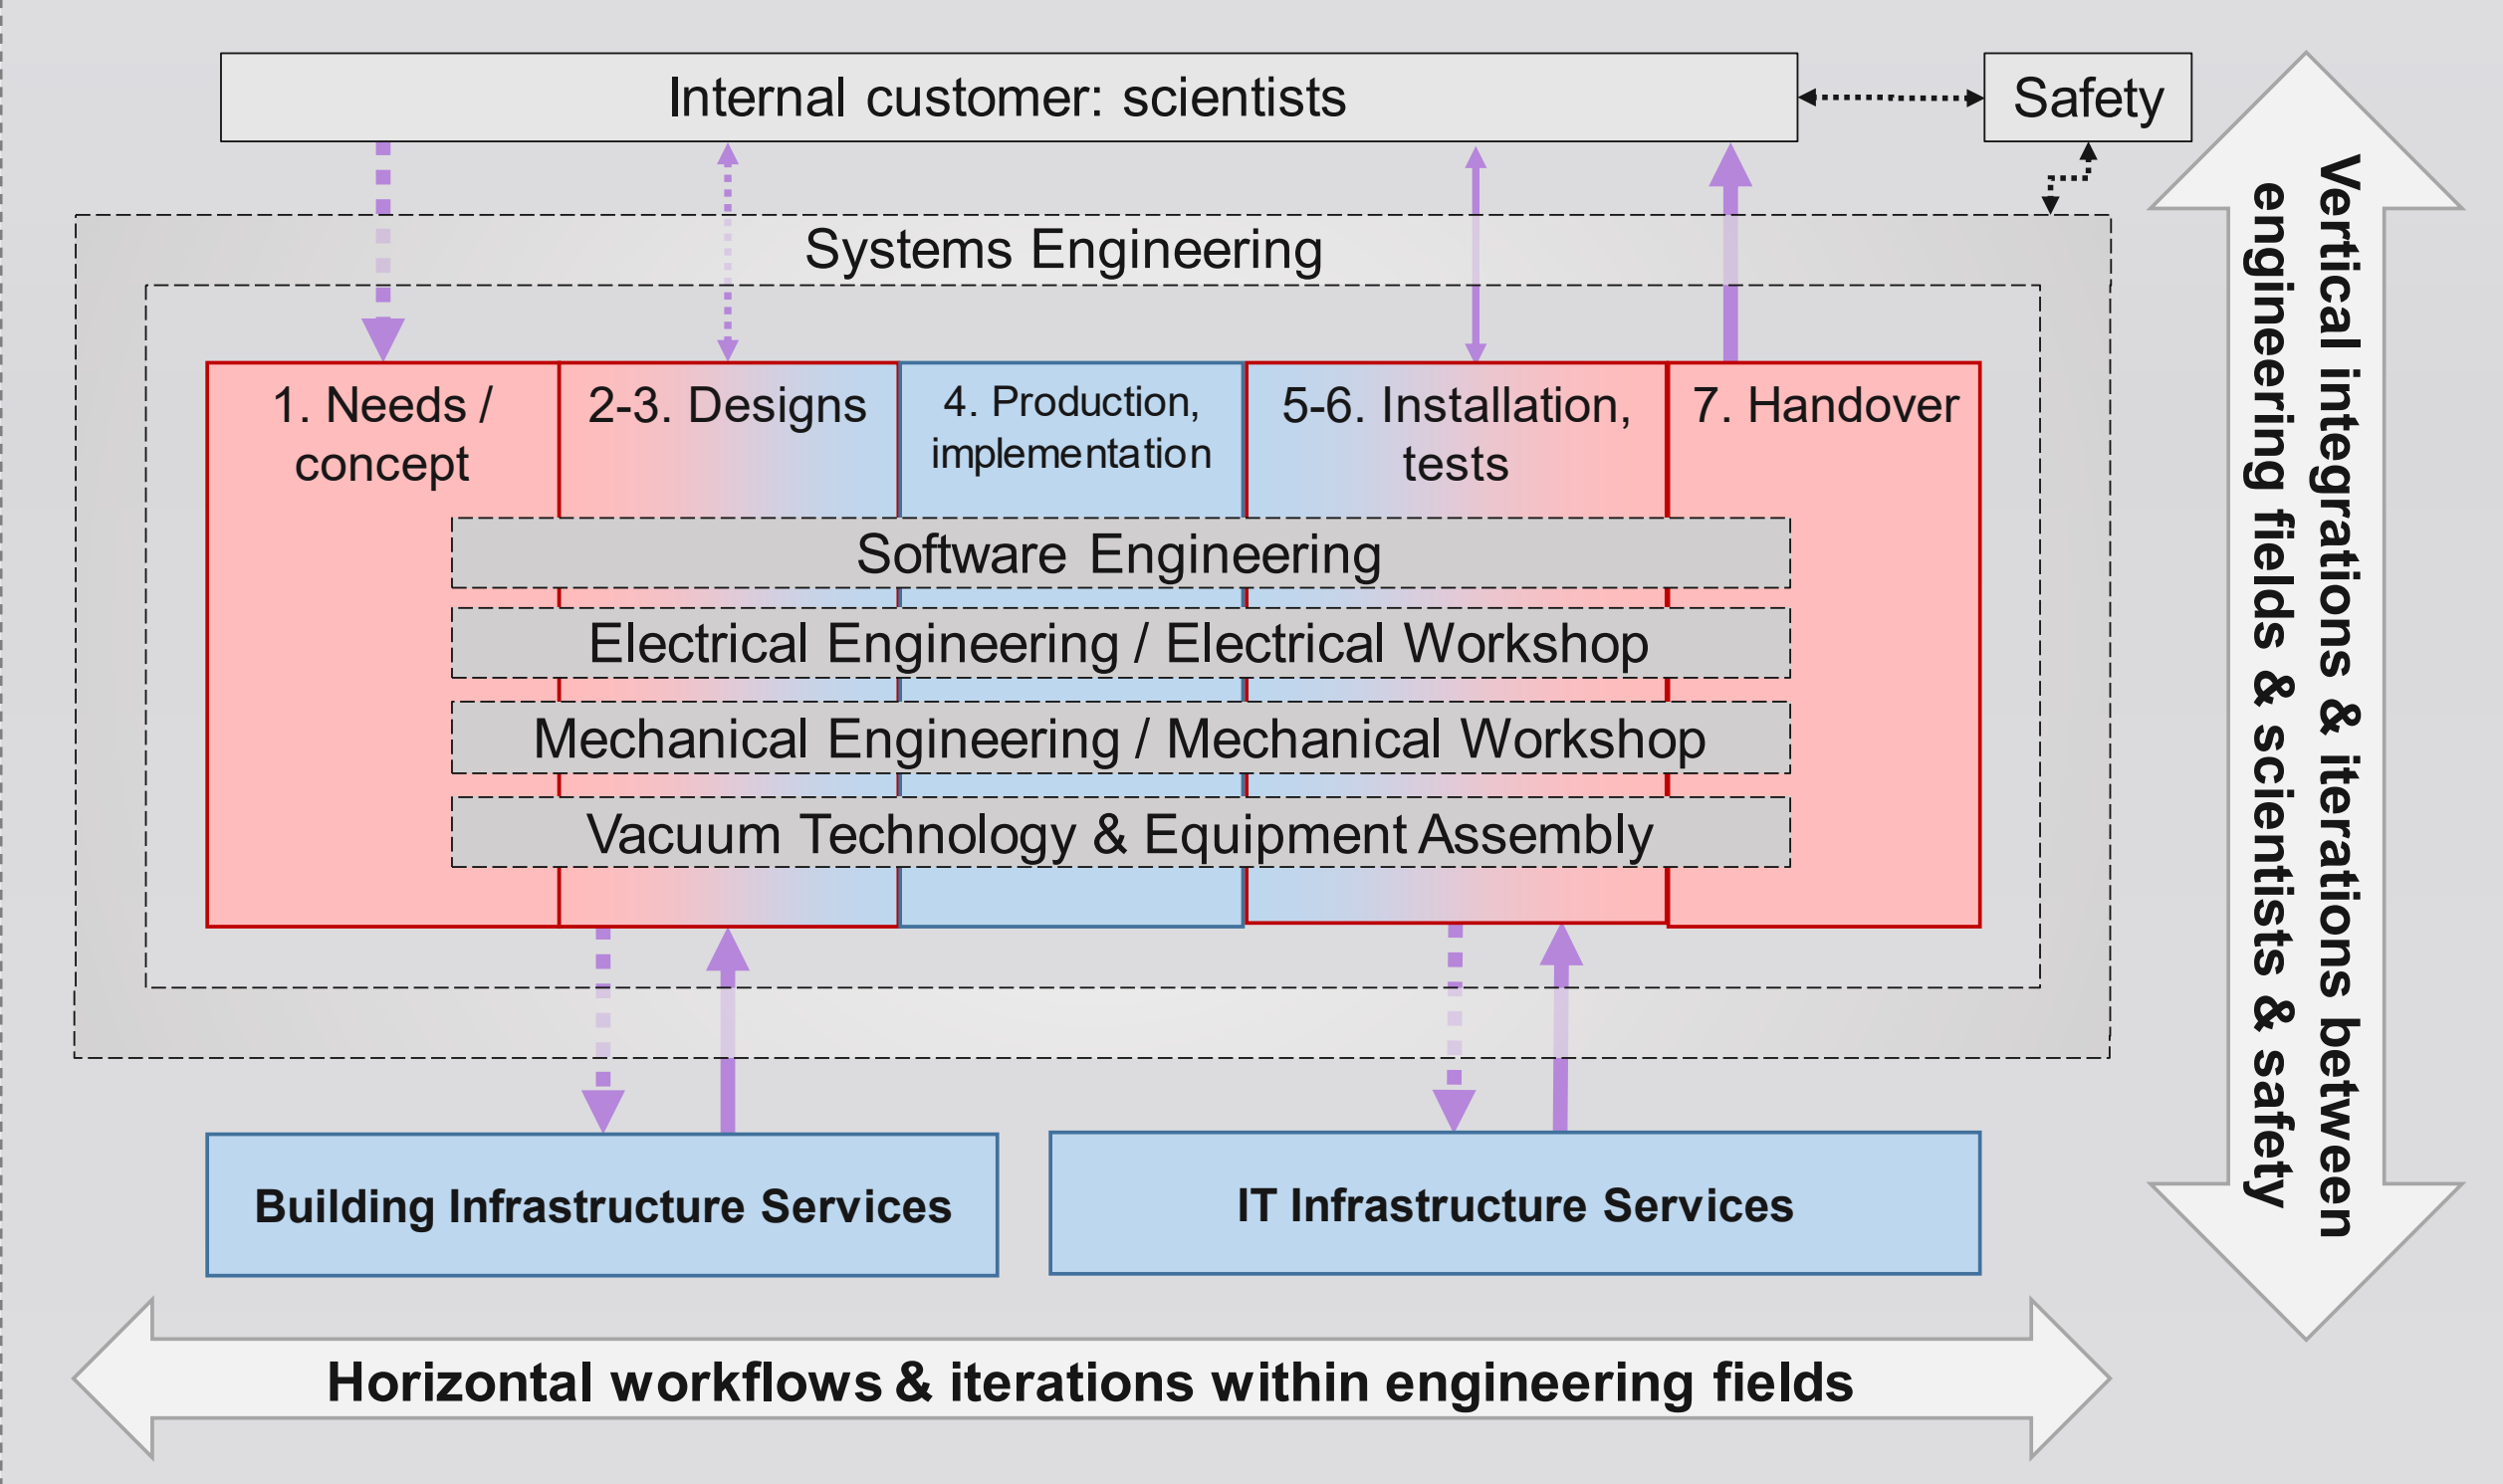 Internal customer: scientists
Safety
Systems Engineering
1. Needs /
concept
2-3. Designs
4. Production,
implementation
5-6. Installation,
tests
7. Handover
Software Engineering
Electrical Engineering / Electrical Workshop
Mechanical Engineering / Mechanical Workshop
Vacuum Technology & Equipment Assembly
Building Infrastructure Services
IT Infrastructure Services
Horizontal workflows & iterations within engineering fields
Vertical integrations & iterations between
engineering fields & scientists & safety